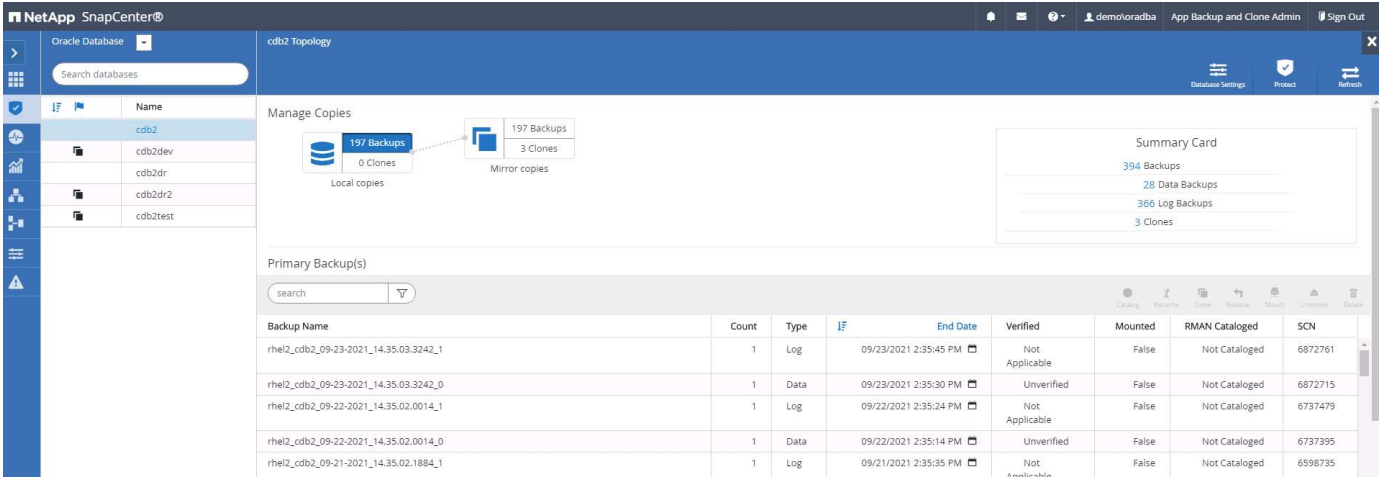 NetApp SnapCenter®
demo\oradba App Backup and Clone Admin Sign Out
Oracle Database
cdb2 Topology
Search databases
Database Settings Protect Refresh
Name
cdb2
cdb2dev
cdb2dr
cdb2dr2
cdb2test
Manage Copies
197 Backups
0 Clones
Local copies
197 Backups
3 Clones
Mirror copies
Summary Card
394 Backups
28 Data Backups
366 Log Backups
3 Clones
Primary Backup(s)
search
Catalog Rename Clone Restore Mount Unmount Delete
Backup Name Count Type End Date Verified Mounted RMAN Cataloged SCN
rhel2_cdb2_09-23-2021_14.35.03.3242_1 1 Log 09/23/2021 2:35:45 PM Not Applicable False Not Cataloged 6872761
rhel2_cdb2_09-23-2021_14.35.03.3242_0 1 Data 09/23/2021 2:35:30 PM Unverified False Not Cataloged 6872715
rhel2_cdb2_09-22-2021_14.35.02.0014_1 1 Log 09/22/2021 2:35:24 PM Not Applicable False Not Cataloged 6737479
rhel2_cdb2_09-22-2021_14.35.02.0014_0 1 Data 09/22/2021 2:35:14 PM Unverified False Not Cataloged 6737395
rhel2_cdb2_09-21-2021_14.35.02.1884_1 1 Log 09/21/2021 2:35:35 PM Not Applicable False Not Cataloged 6598735